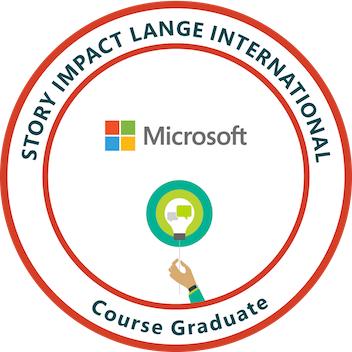 STORY IMPACT LANGE INTERNATIONAL
Microsoft
Course Graduate